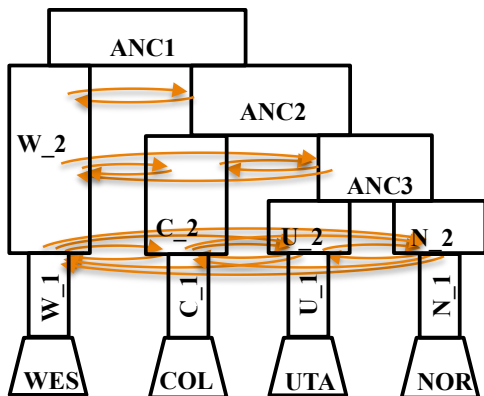 ANC1
ANC2
W_2
ANC3
C_2
U_2
N_2
W_1
C_1
U_1
N_1
WES
COL
UTA
NOR